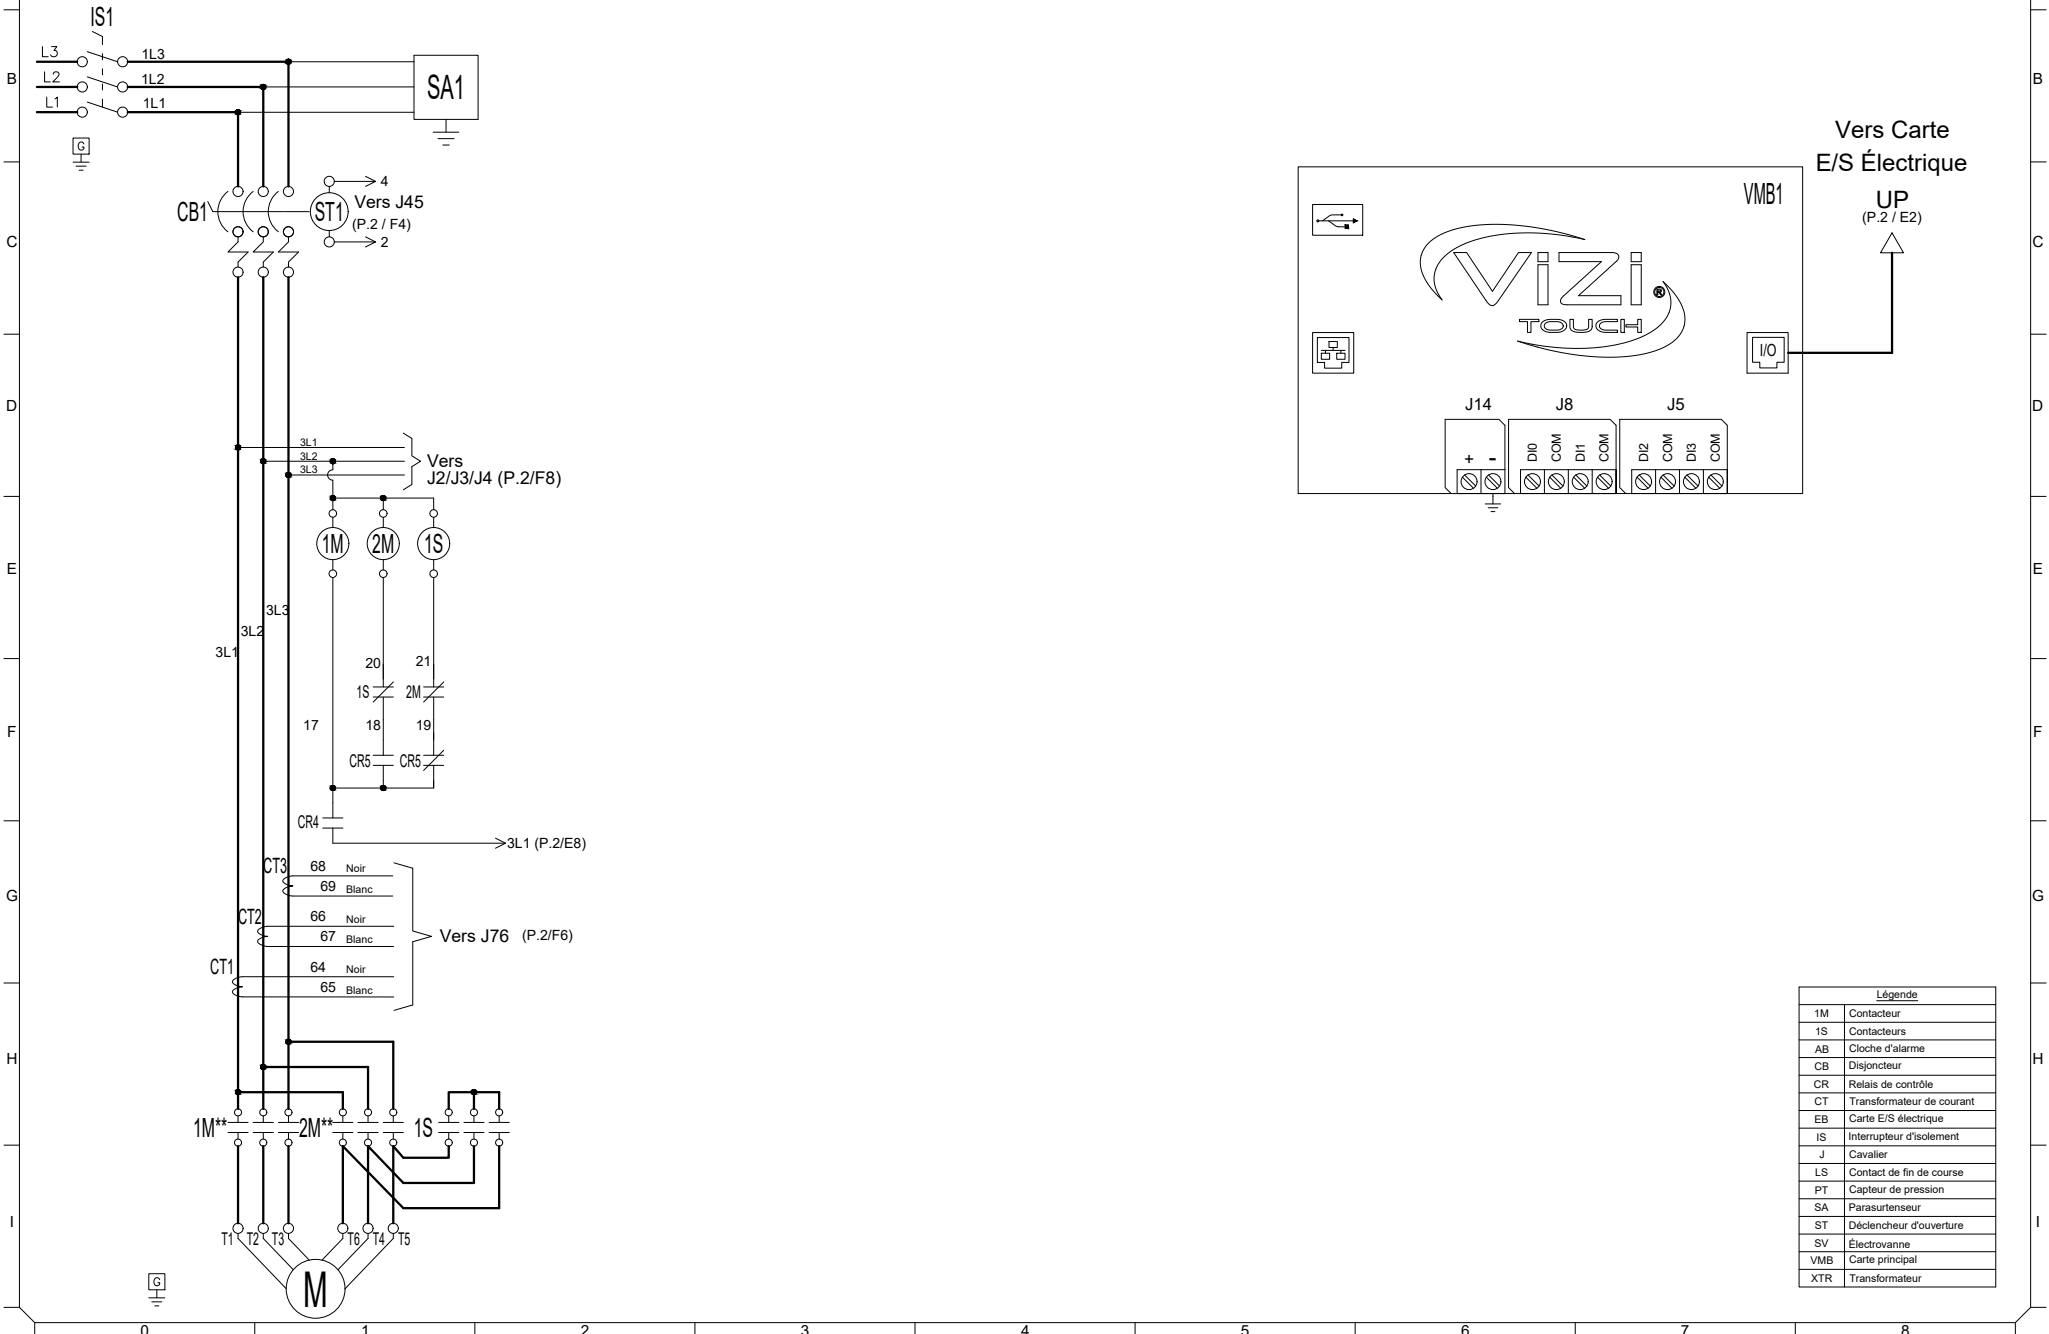 IS1
L3 1L3
L2 1L2
L1 1L1
SA1
B
B
G
Vers Carte
E/S Électrique
UP
(P.2 / E2)
CB1
ST1
4
Vers J45
(P.2 / F4)
2
C
C
VMB1
ViZi ®
TOUCH
I/O
D
D
J14 J8 J5
+ - DI0 COM DI1 COM DI2 COM DI3 COM
3L1
3L2
3L3
Vers
J2/J3/J4 (P.2/F8)
1M 2M 1S
E
E
3L3
3L2
3L1
20 21
1S 2M
17 18 19
F
F
CR5 CR5
CR4
3L1 (P.2/E8)
CT3 68 Noir
69 Blanc
G
G
CT2 66 Noir
67 Blanc
Vers J76 (P.2/F6)
CT1 64 Noir
65 Blanc
H
H
1M** 2M** 1S
I
I
T1 T2 T3 T6 T4 T5
M
G
Légende
1M Contacteur
1S Contacteurs
AB Cloche d'alarme
CB Disjoncteur
CR Relais de contrôle
CT Transformateur de courant
EB Carte E/S électrique
IS Interrupteur d'isolement
J Cavalier
LS Contact de fin de course
PT Capteur de pression
SA Parasurtenseur
ST Déclencheur d'ouverture
SV Électrovanne
VMB Carte principal
XTR Transformateur
0 1 2 3 4 5 6 7 8